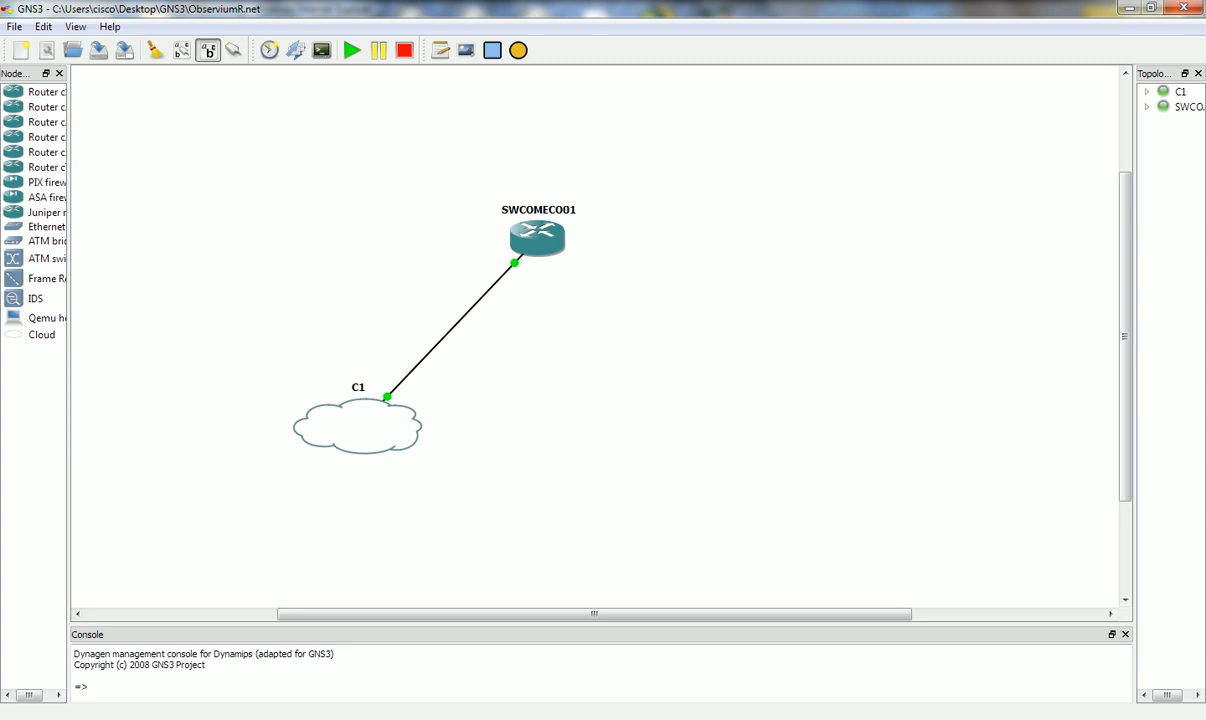 GNS3 - C:\Users\cisco\Desktop\GNS3\ObserviumR.net
File Edit View Help
Node...
Topolo...
Router c
Router c
Router c
Router c
Router c
Router c
PIX firew
ASA firew
Juniper r
Ethernet
ATM bri
ATM swi
Frame R
IDS
Qemu h
Cloud
C1
SWCO
SWCOMECO01
C1
Console
Dynagen management console for Dynamips (adapted for GNS3)
Copyright (c) 2008 GNS3 Project
=>